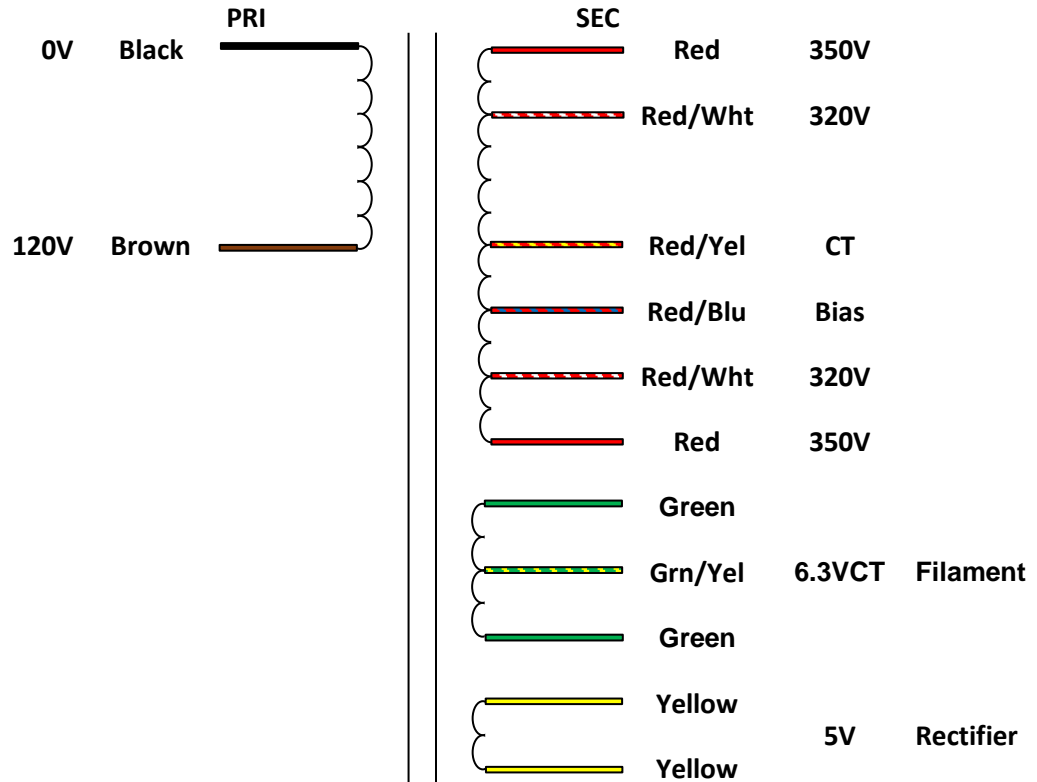 PRI SEC
0V Black Red 350V
Red/Wht 320V
120V Brown Red/Yel CT
Red/Blu Bias
Red/Wht 320V
Red 350V
Green
Grn/Yel 6.3VCT Filament
Green
Yellow
5V Rectifier
Yellow